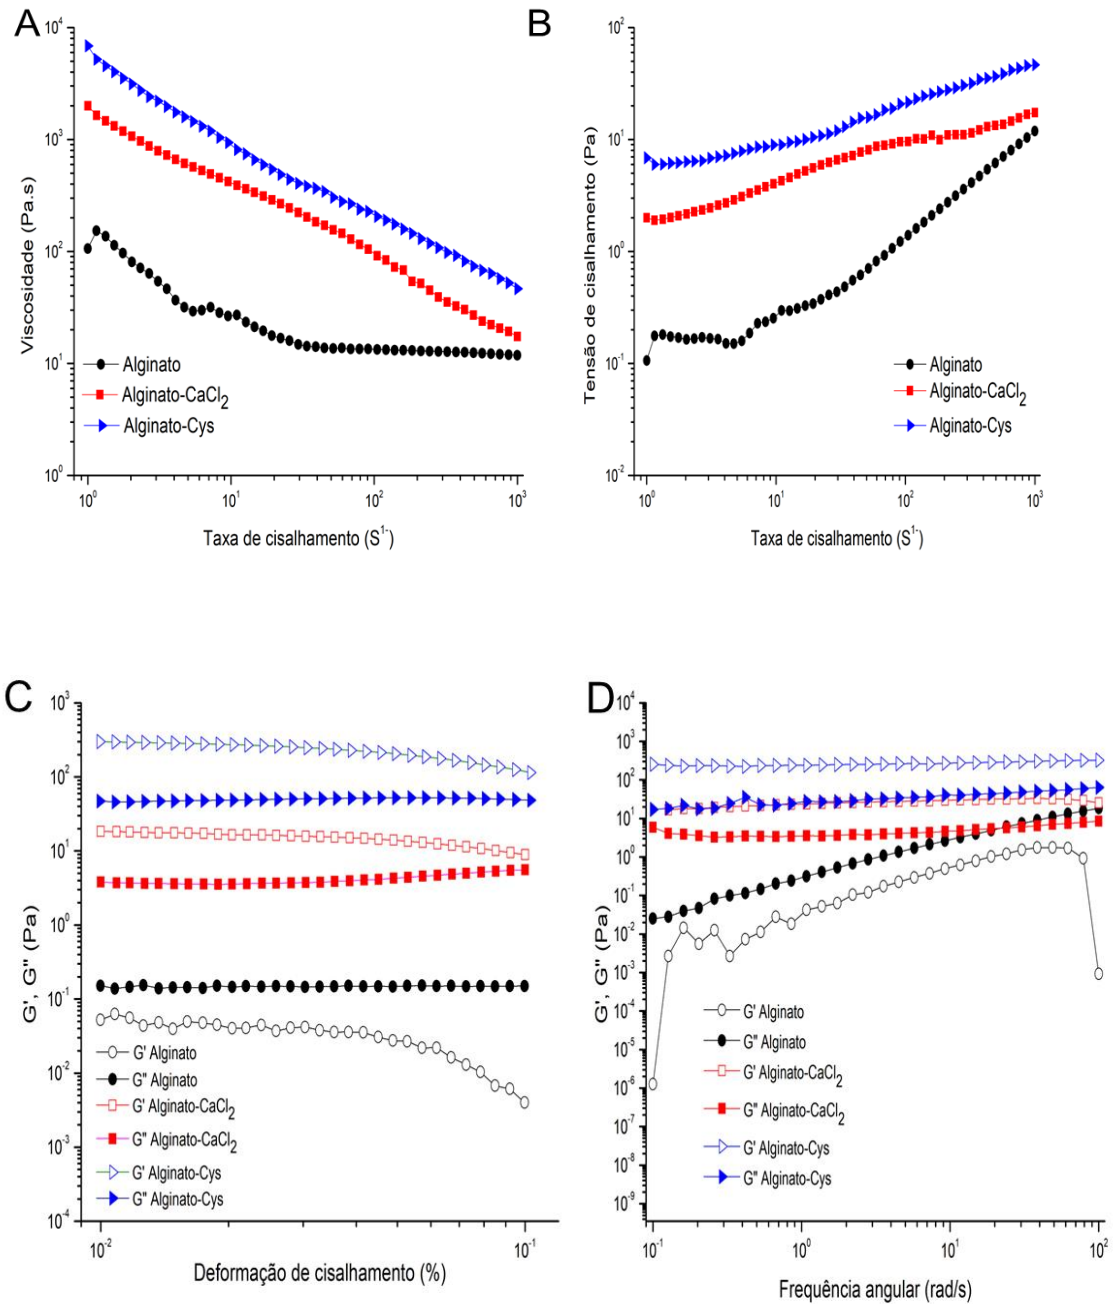 A
10^4
10^3
10^2
10^1
10^0
Viscosidade (Pa.s)
Alginato
Alginato-CaCl_2
Alginato-Cys
10^0 10^1 10^2 10^3
Taxa de cisalhamento (S^1-)
B
10^2
10^1
10^0
10^-1
10^-2
Tensão de cisalhamento (Pa)
Alginato
Alginato-CaCl_2
Alginato-Cys
10^0 10^1 10^2 10^3
Taxa de cisalhamento (S^1-)
C
10^3
10^2
10^1
10^0
10^-1
10^-2
10^-3
10^-4
G', G'' (Pa)
G' Alginato
G'' Alginato
G' Alginato-CaCl_2
G'' Alginato-CaCl_2
G' Alginato-Cys
G'' Alginato-Cys
10^-2 10^-1
Deformação de cisalhamento (%)
D
10^4
10^3
10^2
10^1
10^0
10^-1
10^-2
10^-3
10^-4
10^-5
10^-6
10^-7
10^-8
10^-9
G', G'' (Pa)
G' Alginato
G'' Alginato
G' Alginato-CaCl_2
G'' Alginato-CaCl_2
G' Alginato-Cys
G'' Alginato-Cys
10^-1 10^0 10^1 10^2
Frequência angular (rad/s)